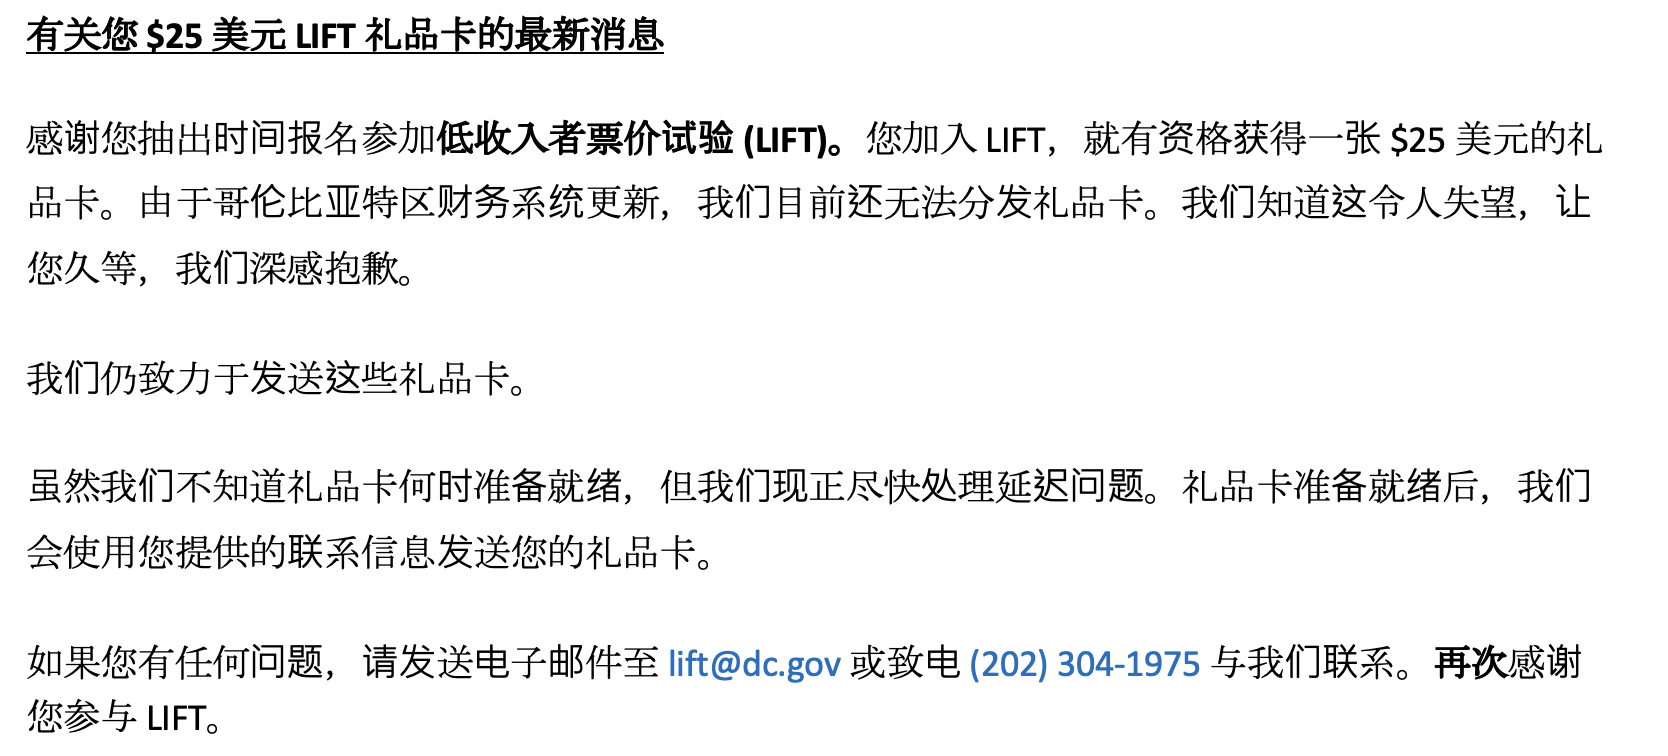 有关您 $25 美元 LIFT 礼品卡的最新消息
感谢您抽出时间报名参加低收入者票价试验 (LIFT)。您加入 LIFT，就有资格获得一张 $25 美元的礼
品卡。由于哥伦比亚特区财务系统更新，我们目前还无法分发礼品卡。我们知道这令人失望，让
您久等，我们深感抱歉。
我们仍致力于发送这些礼品卡。
虽然我们不知道礼品卡何时准备就绪，但我们现正尽快处理延迟问题。礼品卡准备就绪后，我们
会使用您提供的联系信息发送您的礼品卡。
如果您有任何问题，请发送电子邮件至 lift@dc.gov 或致电 (202) 304-1975 与我们联系。再次感谢
您参与 LIFT。